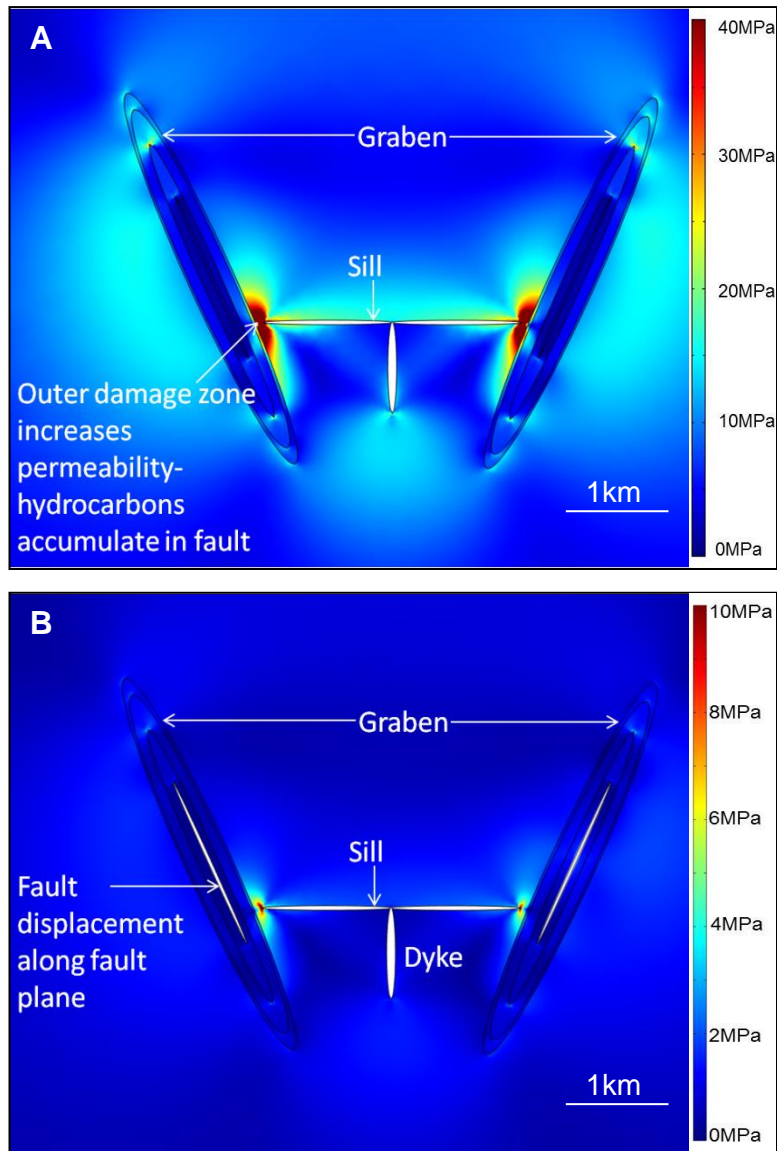 A
40MPa
Graben
30MPa
Sill
20MPa
Outer damage zone
increases
permeability-
hydrocarbons
accumulate in fault
10MPa
1km
0MPa
B
10MPa
8MPa
Graben
6MPa
Sill
Fault
displacement
along fault
plane
Dyke
4MPa
2MPa
1km
0MPa